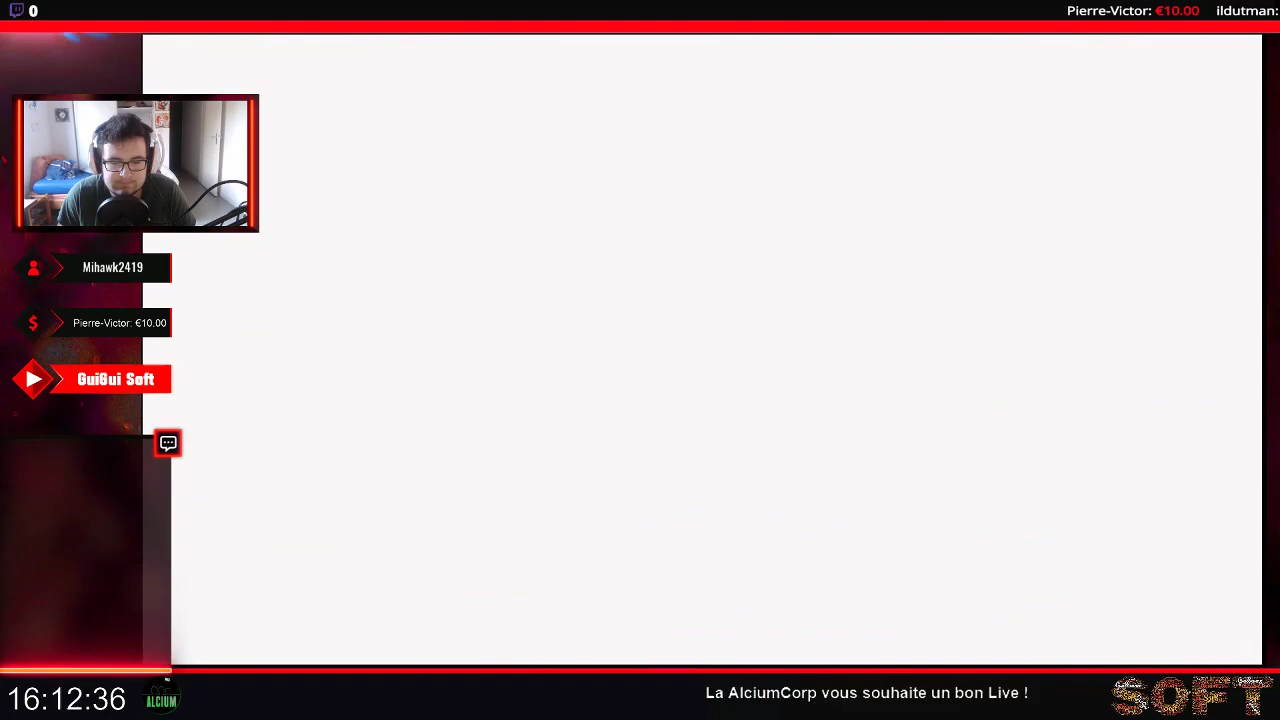 0
Pierre-Victor: €10.00 ildutman:
Mihawk2419
Pierre-Victor: €10.00
GuiGui Soft
16:12:36
ALCIUM
La AlciumCorp vous souhaite un bon Live !
SOFT